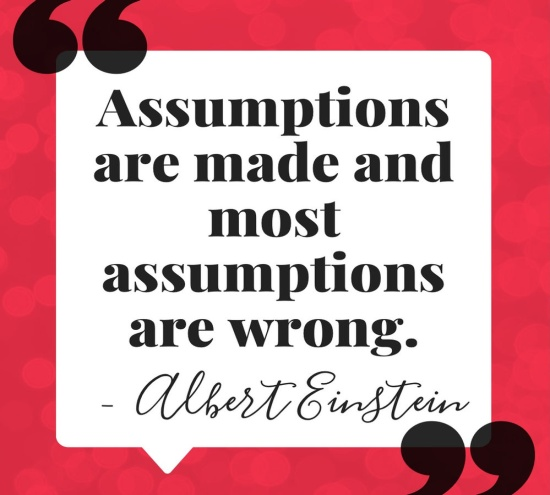 Assumptions
are made and
most
assumptions
are wrong.
- Albert Einstein